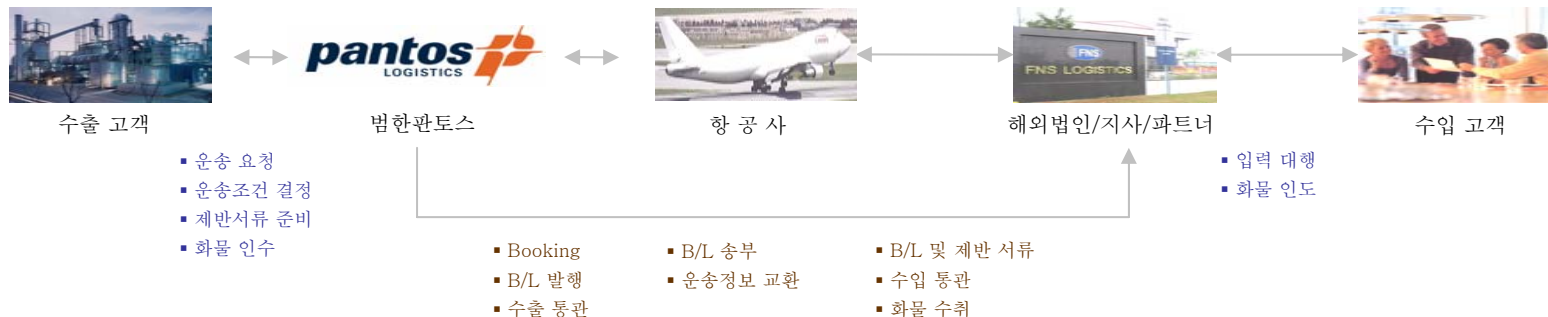 pantos
LOGISTICS
FNS
FNS LOGISTICS
수출 고객
범한판토스
항 공 사
해외법인/지사/파트너
수입 고객
▪ 운송 요청
▪ 운송조건 결정
▪ 제반서류 준비
▪ 화물 인수
▪ 입력 대행
▪ 화물 인도
▪ Booking
▪ B/L 발행
▪ 수출 통관
▪ B/L 송부
▪ 운송정보 교환
▪ B/L 및 제반 서류
▪ 수입 통관
▪ 화물 수취